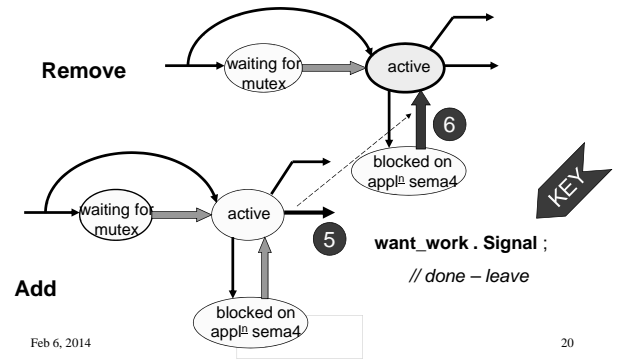 Remove
waiting for
mutex
active
6
blocked on
applⁿ sema4
KEY
waiting for
mutex
active
5
want_work . Signal ;
// done – leave
Add
blocked on
applⁿ sema4
Feb 6, 2014
20